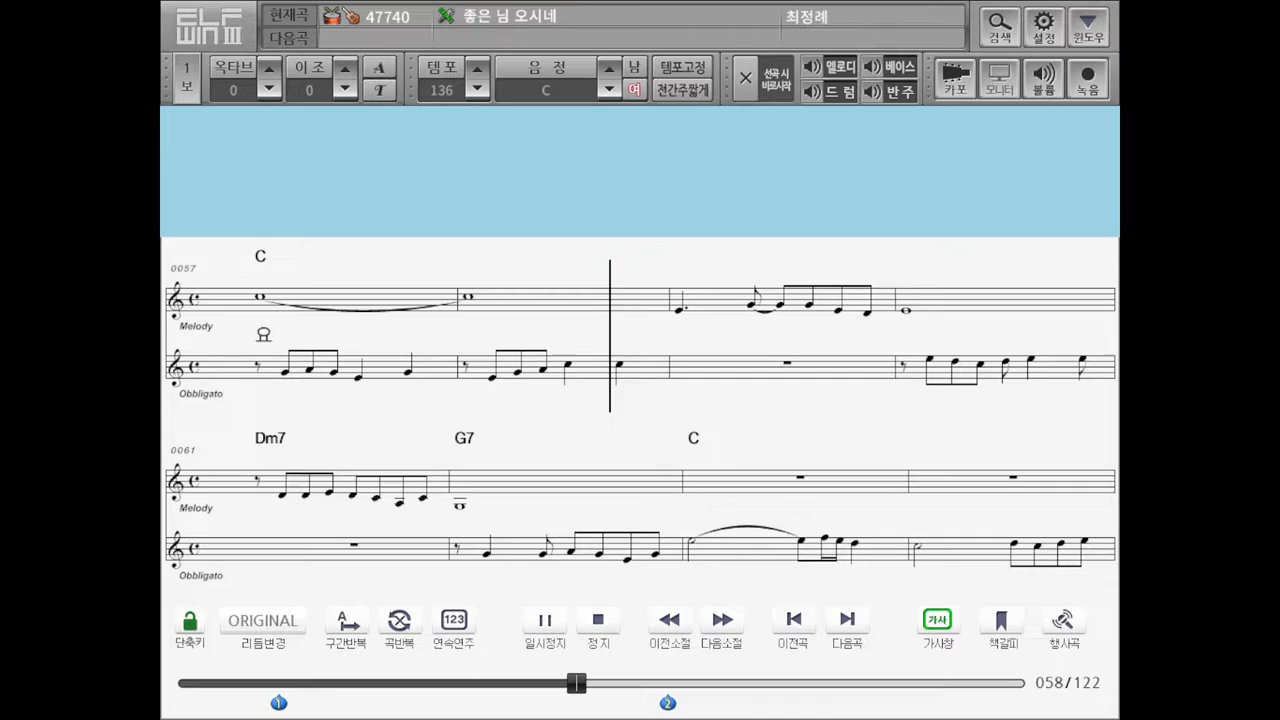 ELF 현재곡 47740 좋은 님 오시네 최정례
WIN III 다음곡
검색 설정 윈도우
1 옥타브 이 조 A 템 포 음 정 남 템포고정 선곡 시 멜로디 베이스
보 0 0 T 136 C 여 전간주짧게 바로시작 드 럼 반 주
카포 모니터 볼륨 녹음
C
0057
Melody
요
Obbligato
Dm7 G7 C
0061
Melody
Obbligato
ORIGINAL A 123 가사
단축키 리듬변경 구간반복 곡반복 연속연주 일시정지 정 지 이전소절 다음소절 이전곡 다음곡 가사창 책갈피 행사곡
058/122
1 2